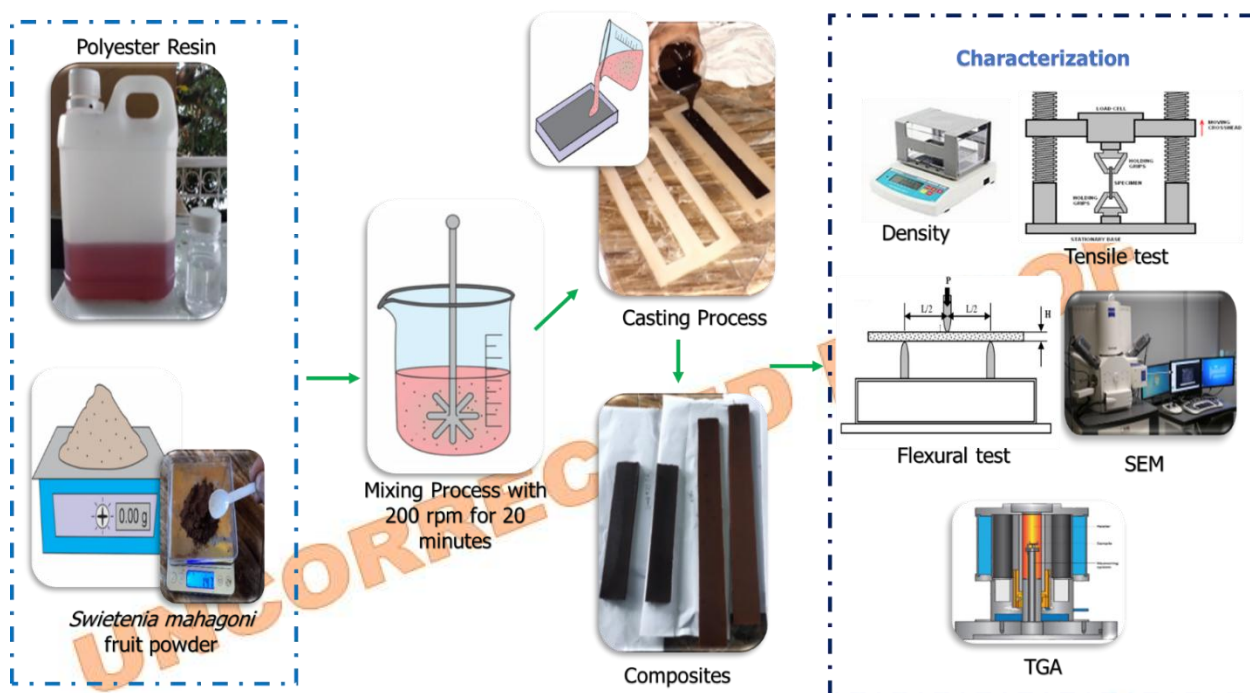 Polyester Resin
0.00 g
Swietenia mahagoni
fruit powder
Mixing Process with
200 rpm for 20
minutes
Casting Process
Composites
Characterization
Density
LOAD CELL
MOVING
CROSSHEAD
HOLDING
GRIPS
SPECIMEN
HOLDING
GRIPS
STATIONARY BASE
Tensile test
P
L/2
L/2
H
Flexural test
SEM
TGA